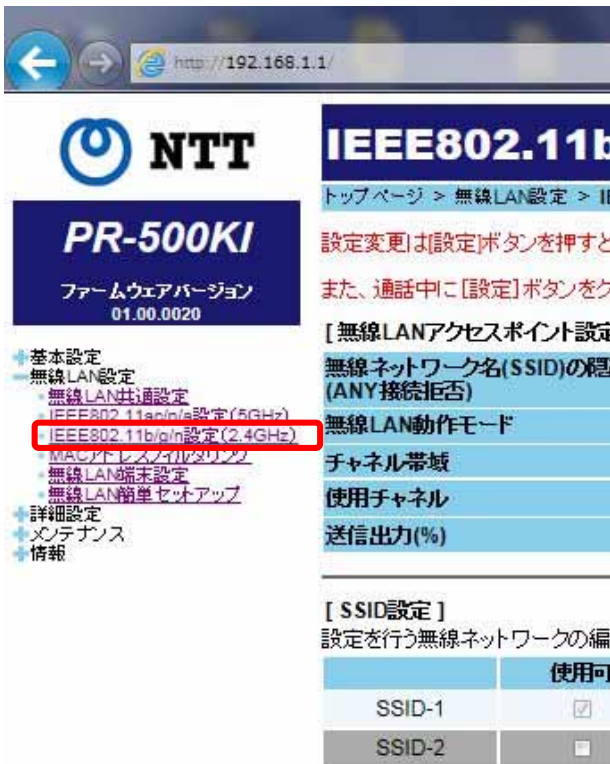 http://192.168.1.1/
NTT
PR-500KI
ファームウェアバージョン
01.00.0020
基本設定
無線LAN設定
無線LAN共通設定
IEEE802.11ac/n/a設定(5GHz)
IEEE802.11b/g/n設定(2.4GHz)
MACアドレスフィルタリング
無線LAN端末設定
無線LAN簡単セットアップ
詳細設定
メンテナンス
情報
IEEE802.11b
トップページ > 無線LAN設定 > IE
設定変更は[設定]ボタンを押すと
また、通話中に[設定]ボタンをク
[無線LANアクセスポイント設定
無線ネットワーク名(SSID)の隠
(ANY接続拒否)
無線LAN動作モード
チャネル帯域
使用チャネル
送信出力(%)
[ SSID設定 ]
設定を行う無線ネットワークの編
使用可
SSID-1
SSID-2